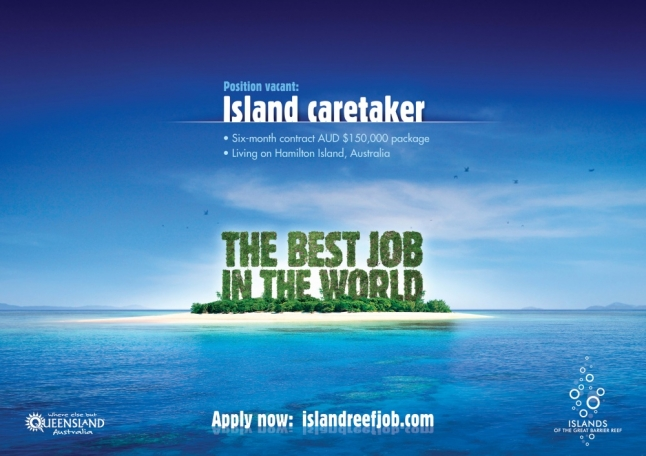 Position vacant:
Island caretaker
• Six-month contract AUD $150,000 package
• Living on Hamilton Island, Australia
THE BEST JOB
IN THE WORLD
Apply now: islandreefjob.com
Where else but
QUEENSLAND
Australia
ISLANDS
OF THE GREAT BARRIER REEF